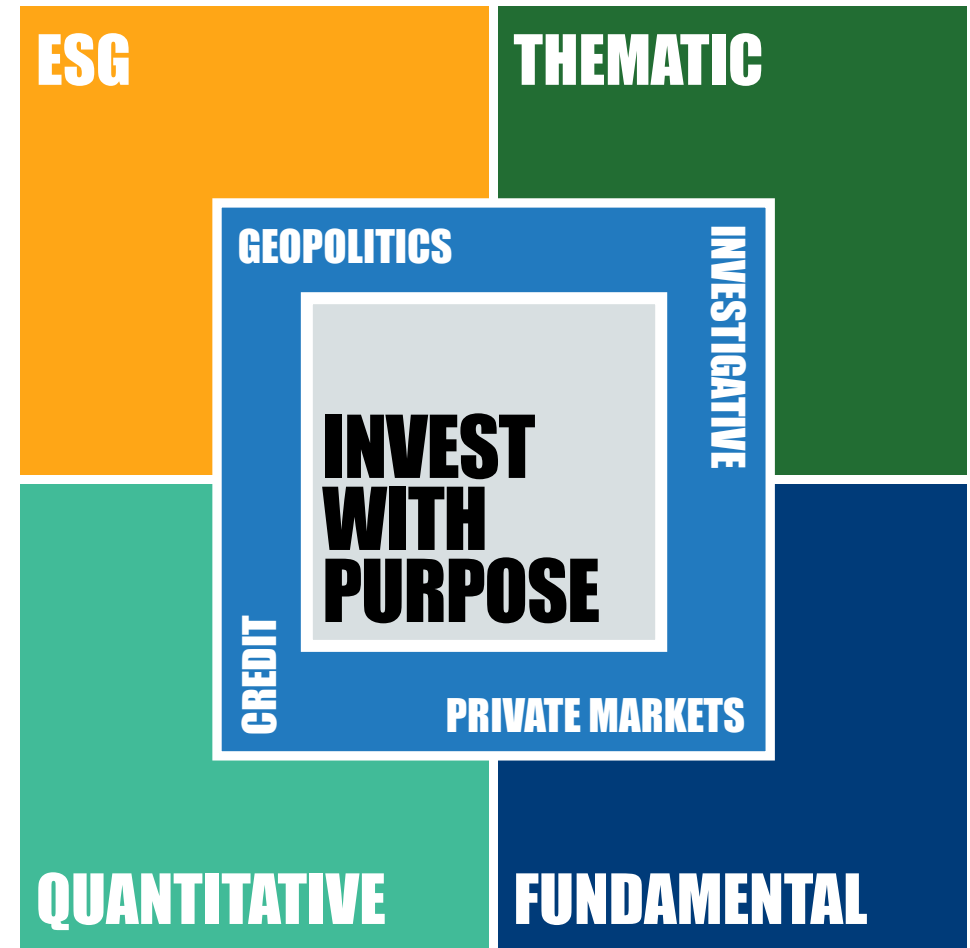 ESG
THEMATIC
GEOPOLITICS
INVESTIGATIVE
INVEST
WITH
PURPOSE
CREDIT
PRIVATE MARKETS
QUANTITATIVE
FUNDAMENTAL